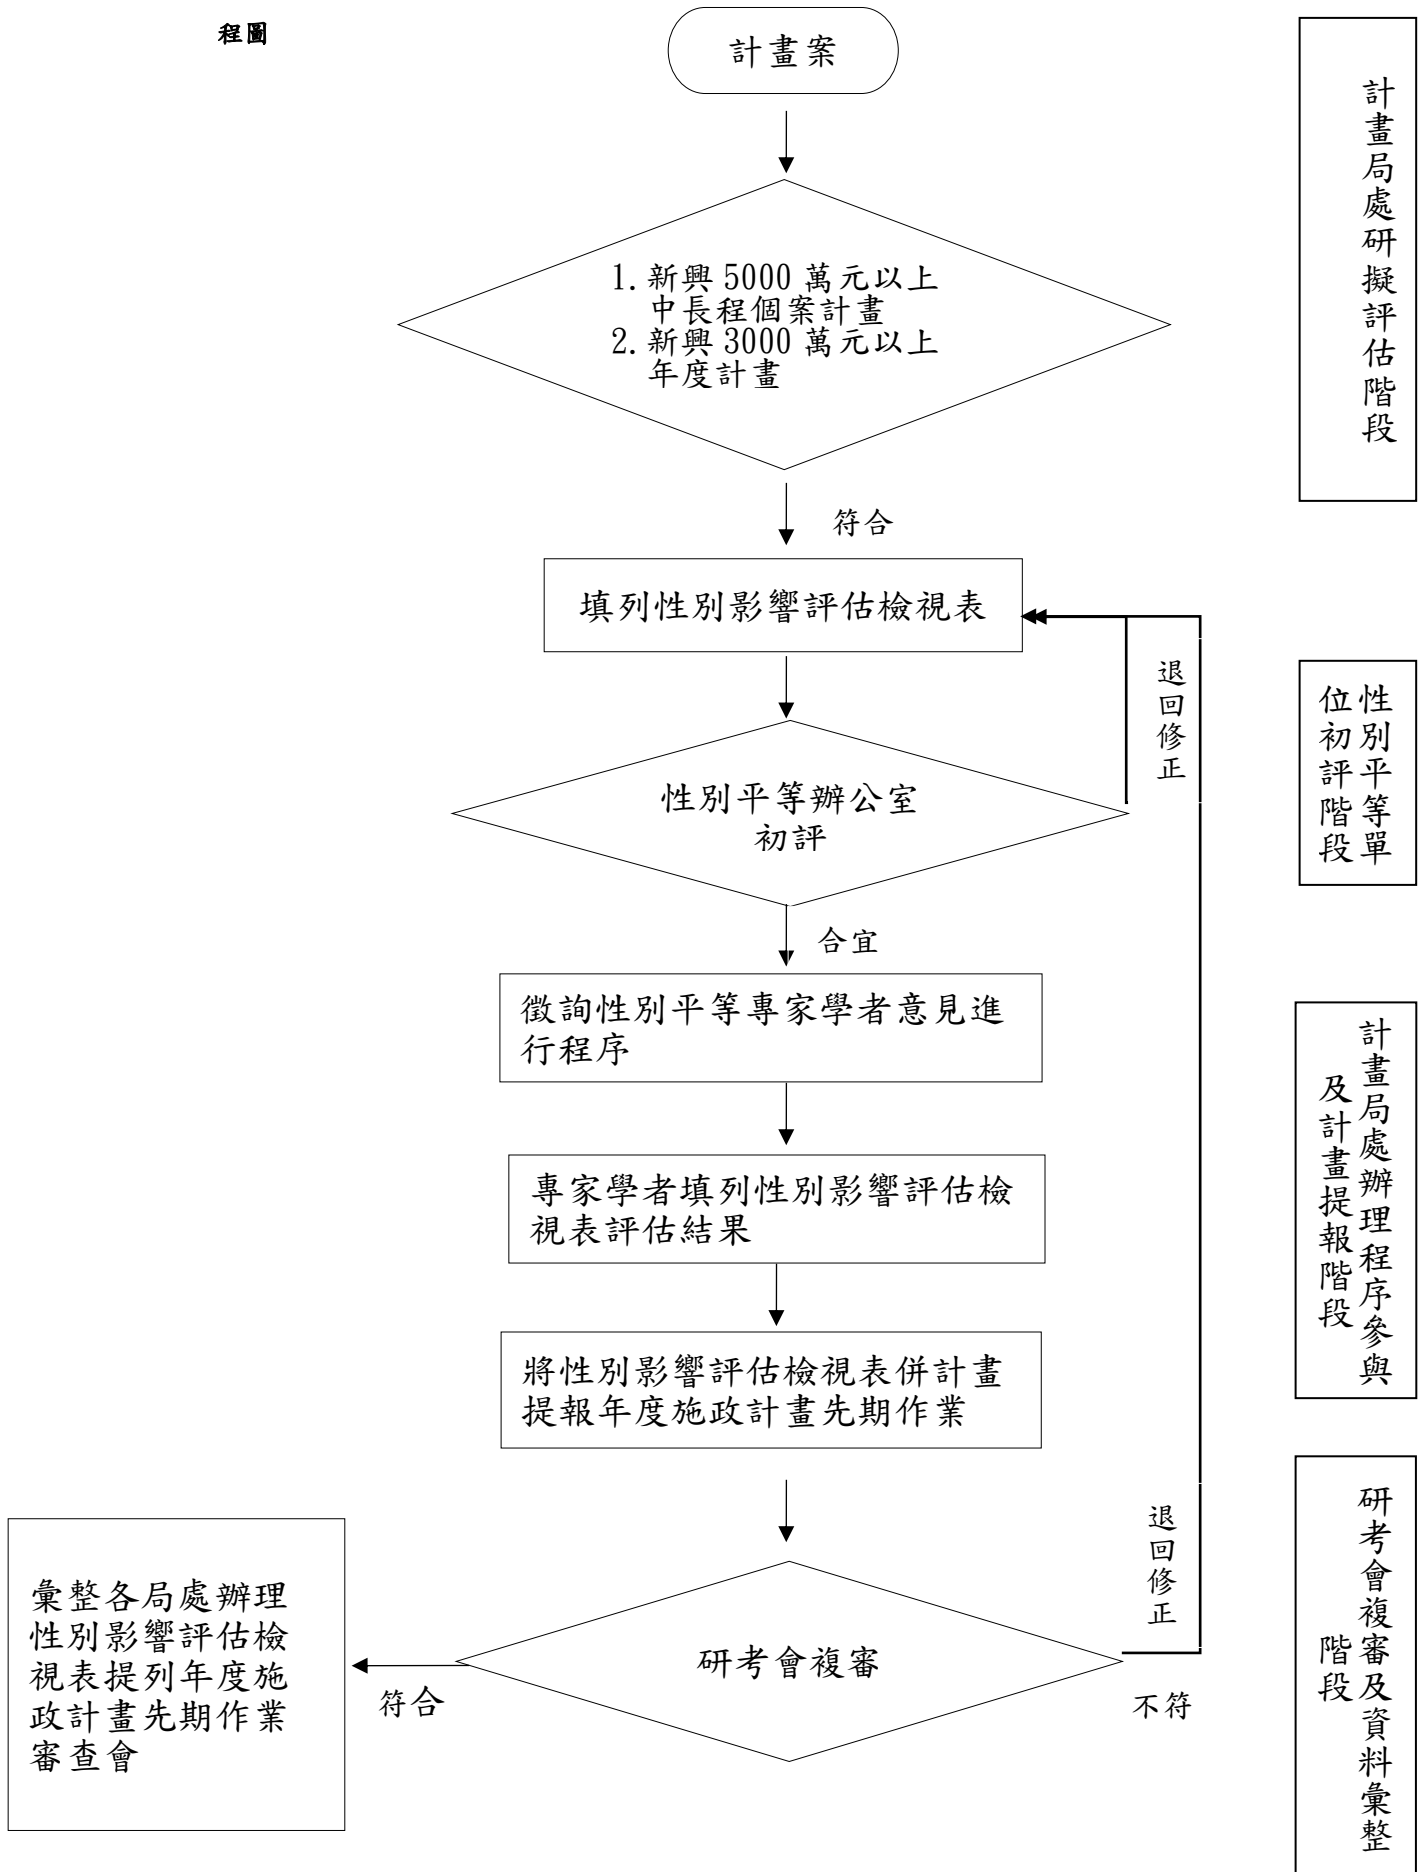 程圖
計畫案
1. 新興 5000 萬元以上
中長程個案計畫
2. 新興 3000 萬元以上
年度計畫
符合
填列性別影響評估檢視表
退回修正
性別平等辦公室
初評
合宜
徵詢性別平等專家學者意見進
行程序
專家學者填列性別影響評估檢
視表評估結果
將性別影響評估檢視表併計畫
提報年度施政計畫先期作業
退回修正
研考會複審
不符
符合
彙整各局處辦理
性別影響評估檢
視表提列年度施
政計畫先期作業
審查會
計畫局處研擬評估階段
性別平等單
位初評階段
計畫局處辦理程序參與
及計畫提報階段
研考會複審及資料彙整
階段